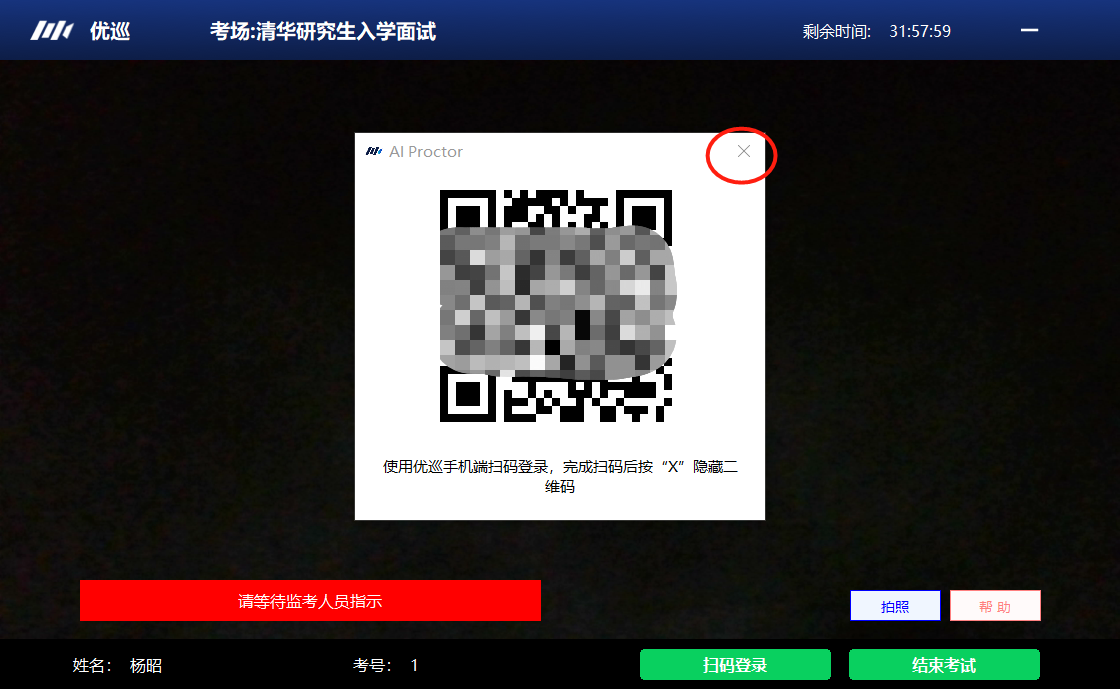 优巡
考场:清华研究生入学面试
剩余时间: 31:57:59
AI Proctor
使用优巡手机端扫码登录，完成扫码后按“X”隐藏二
维码
请等待监考人员指示
拍照
帮 助
姓名： 杨昭
考号： 1
扫码登录
结束考试